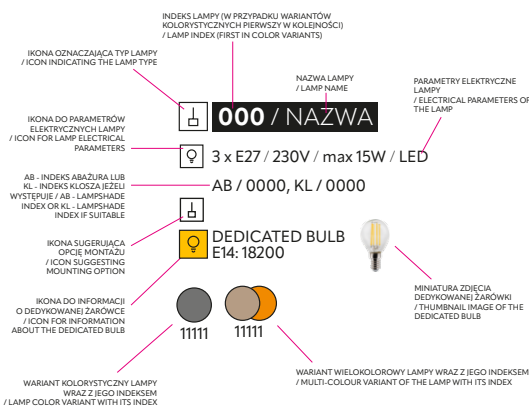 INDEKS LAMPY (W PRZYPADKU WARIANTÓW
KOLORYSTYCZNYCH PIERWSZY W KOLEJNOŚCI)
/ LAMP INDEX (FIRST IN COLOR VARIANTS)
IKONA OZNACZAJĄCA TYP LAMPY
/ ICON INDICATING THE LAMP TYPE
NAZWA LAMPY
/ LAMP NAME
PARAMETRY ELEKTRYCZNE
LAMPY
/ ELECTRICAL PARAMETERS OF
THE LAMP
000 / NAZWA
IKONA DO PARAMETRÓW
ELEKTRYCZNYCH LAMPY
/ ICON FOR LAMP ELECTRICAL
PARAMETERS
3 x E27 / 230V / max 15W / LED
AB - INDEKS ABAŻURA LUB
KL - INDEKS KLOSZA JEŻELI
WYSTĘPUJE / AB - LAMPSHADE
INDEX OR KL - LAMPSHADE
INDEX IF SUITABLE
AB / 0000, KL / 0000
IKONA SUGERUJĄCA
OPCJĘ MONTAŻU
/ ICON SUGGESTING
MOUNTING OPTION
DEDICATED BULB
E14: 18200
IKONA DO INFORMACJI
O DEDYKOWANEJ ŻARÓWCE
/ ICON FOR INFORMATION
ABOUT THE DEDICATED BULB
MINIATURA ZDJĘCIA
DEDYKOWANEJ ŻARÓWKI
/ THUMBNAIL IMAGE OF THE
DEDICATED BULB
11111
11111
WARIANT KOLORYSTYCZNY LAMPY
WRAZ Z JEGO INDEKSEM
/ LAMP COLOR VARIANT WITH ITS INDEX
WARIANT WIELOKOLOROWY LAMPY WRAZ Z JEGO INDEKSEM
/ MULTI-COLOUR VARIANT OF THE LAMP WITH ITS INDEX